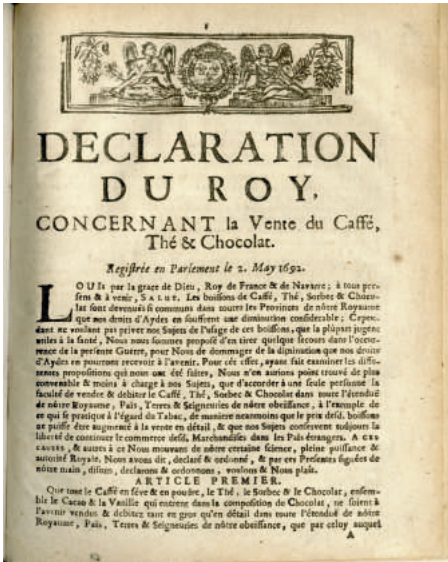 DECLARATION
DU ROY,
CONCERNANT la Vente du Caffé,
Thé & Chocolat.
Registrée en Parlement le 2. May 1692.
LOUIS par la grace de Dieu, Roy de France & de Navarre; à tous pre-
sens & à venir, SALUT. Les boissons de Caffé, Thé, Sorbec & Choco-
lat sont devenuës si communs dans toutes les Provinces de nôtre Royaume
que nos droits d'Aydes en souffrent une diminution considerable; Cepen-
dant ne voulant pas priver nos Sujets de l'usage de ces boissons, que la plûpart jugent
utiles à la santé, Nous nous sommes proposé d'en tirer quelque secours dans l'occur-
rence de la presente Guerre, pour Nous de dommager de la diminution que nos droits
d'Aydes en pourront recevoir à l'avenir. Pour cet effet, ayant fait examiner les diffe-
rentes propositions qui nous ont été faites, Nous n'en aurions point trouvé de plus
convenable & moins à charge à nos Sujets, que d'accorder à une seule personne la
faculté de vendre & debiter le Caffé, Thé, Sorbec & Chocolat dans toute l'étenduë
de nôtre Royaume, Païs, Terres & Seigneuries de nôtre obeïssance, à l'exemple de
ce qui se pratique à l'égard du Tabac, de maniere neanmoins que le prix desd. boissons
ne puisse être augmenté à la vente en détail, & que nos Sujets conservent toûjours la
liberté de continuer le commerce desd. Marchandises dans les Païs étrangers. A CES
CAUSES, & autres à ce Nous mouvans de nôtre certaine science, pleine puissance &
autorité Royale, Nous avons dit, declaré & ordonné, & par ces Presentes signées de
nôtre main, disons, declarons & ordonnons, voulons & Nous plaît.
ARTICLE PREMIER.
Que tout le Caffé en féve & en poudre, le Thé, le Sorbec & le Chocolat, ensem-
ble le Cacao & la Vanille qui entrent dans la composition du Chocolat, ne soient à
l'avenir vendus & debitez tant en gros qu'en détail dans toute l'étenduë de nôtre
Royaume, Païs, Terres & Seigneuries de nôtre obeïssance, que par celuy auquel
A